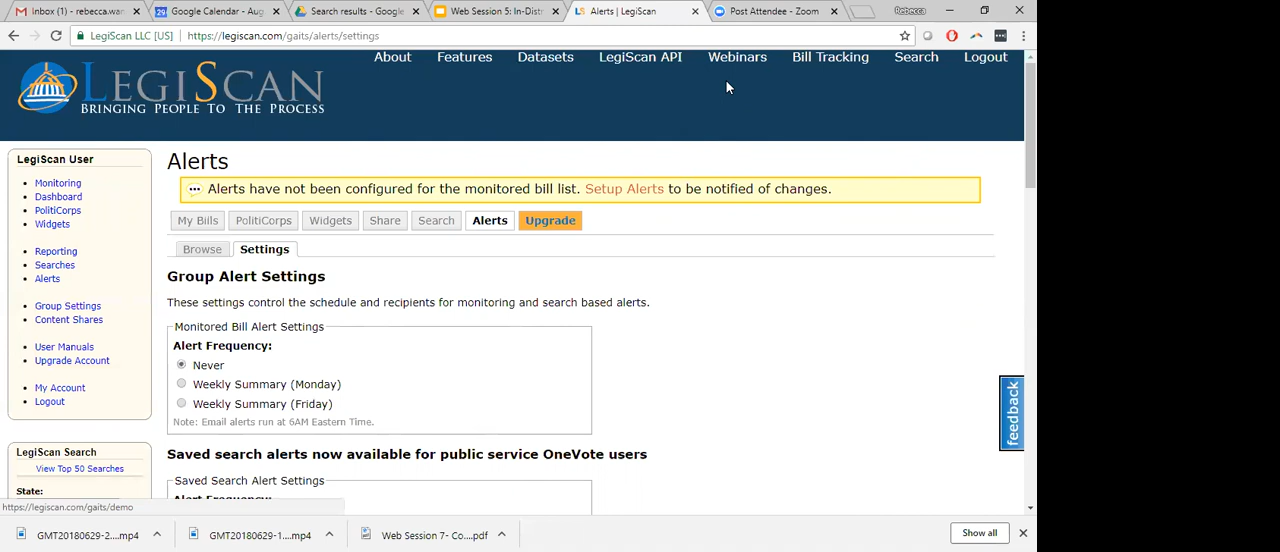 Inbox (1) - rebecca.wan
Google Calendar - Aug
Search results - Google
Web Session 5: In-Distr
Alerts | LegiScan
Post Attendee - Zoom
Rebecca
LegiScan LLC [US]
https://legiscan.com/gaits/alerts/settings
About
Features
Datasets
LegiScan API
Webinars
Bill Tracking
Search
Logout
LEGISCAN
BRINGING PEOPLE TO THE PROCESS
LegiScan User
Monitoring
Dashboard
PolitiCorps
Widgets
Reporting
Searches
Alerts
Group Settings
Content Shares
User Manuals
Upgrade Account
My Account
Logout
LegiScan Search
View Top 50 Searches
State:
Alerts
Alerts have not been configured for the monitored bill list. Setup Alerts to be notified of changes.
My Bills
PolitiCorps
Widgets
Share
Search
Alerts
Upgrade
Browse
Settings
Group Alert Settings
These settings control the schedule and recipients for monitoring and search based alerts.
Monitored Bill Alert Settings
Alert Frequency:
Never
Weekly Summary (Monday)
Weekly Summary (Friday)
Note: Email alerts run at 6AM Eastern Time.
Saved search alerts now available for public service OneVote users
Saved Search Alert Settings
Alert Frequency:
feedback
https://legiscan.com/gaits/demo
GMT20180629-2....mp4
GMT20180629-1....mp4
Web Session 7- Co....pdf
Show all